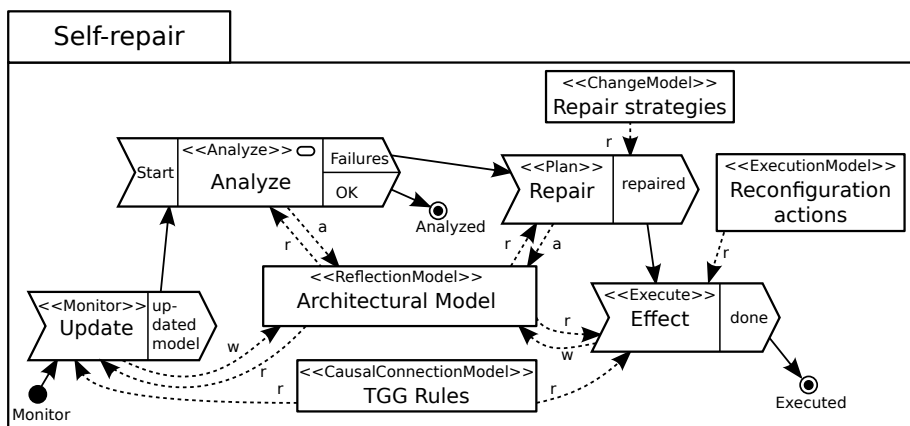 Self-repair
<<ChangeModel>>
Repair strategies
r
Start
<<Analyze>>
Analyze
Failures
OK
Analyzed
<<Plan>>
Repair
repaired
<<ExecutionModel>>
Reconfiguration
actions
r
a
r
r
a
<<ReflectionModel>>
Architectural Model
<<Monitor>>
Update
up-
dated
model
w
r
r
w
<<Execute>>
Effect
done
<<CausalConnectionModel>>
TGG Rules
r
r
Monitor
Executed